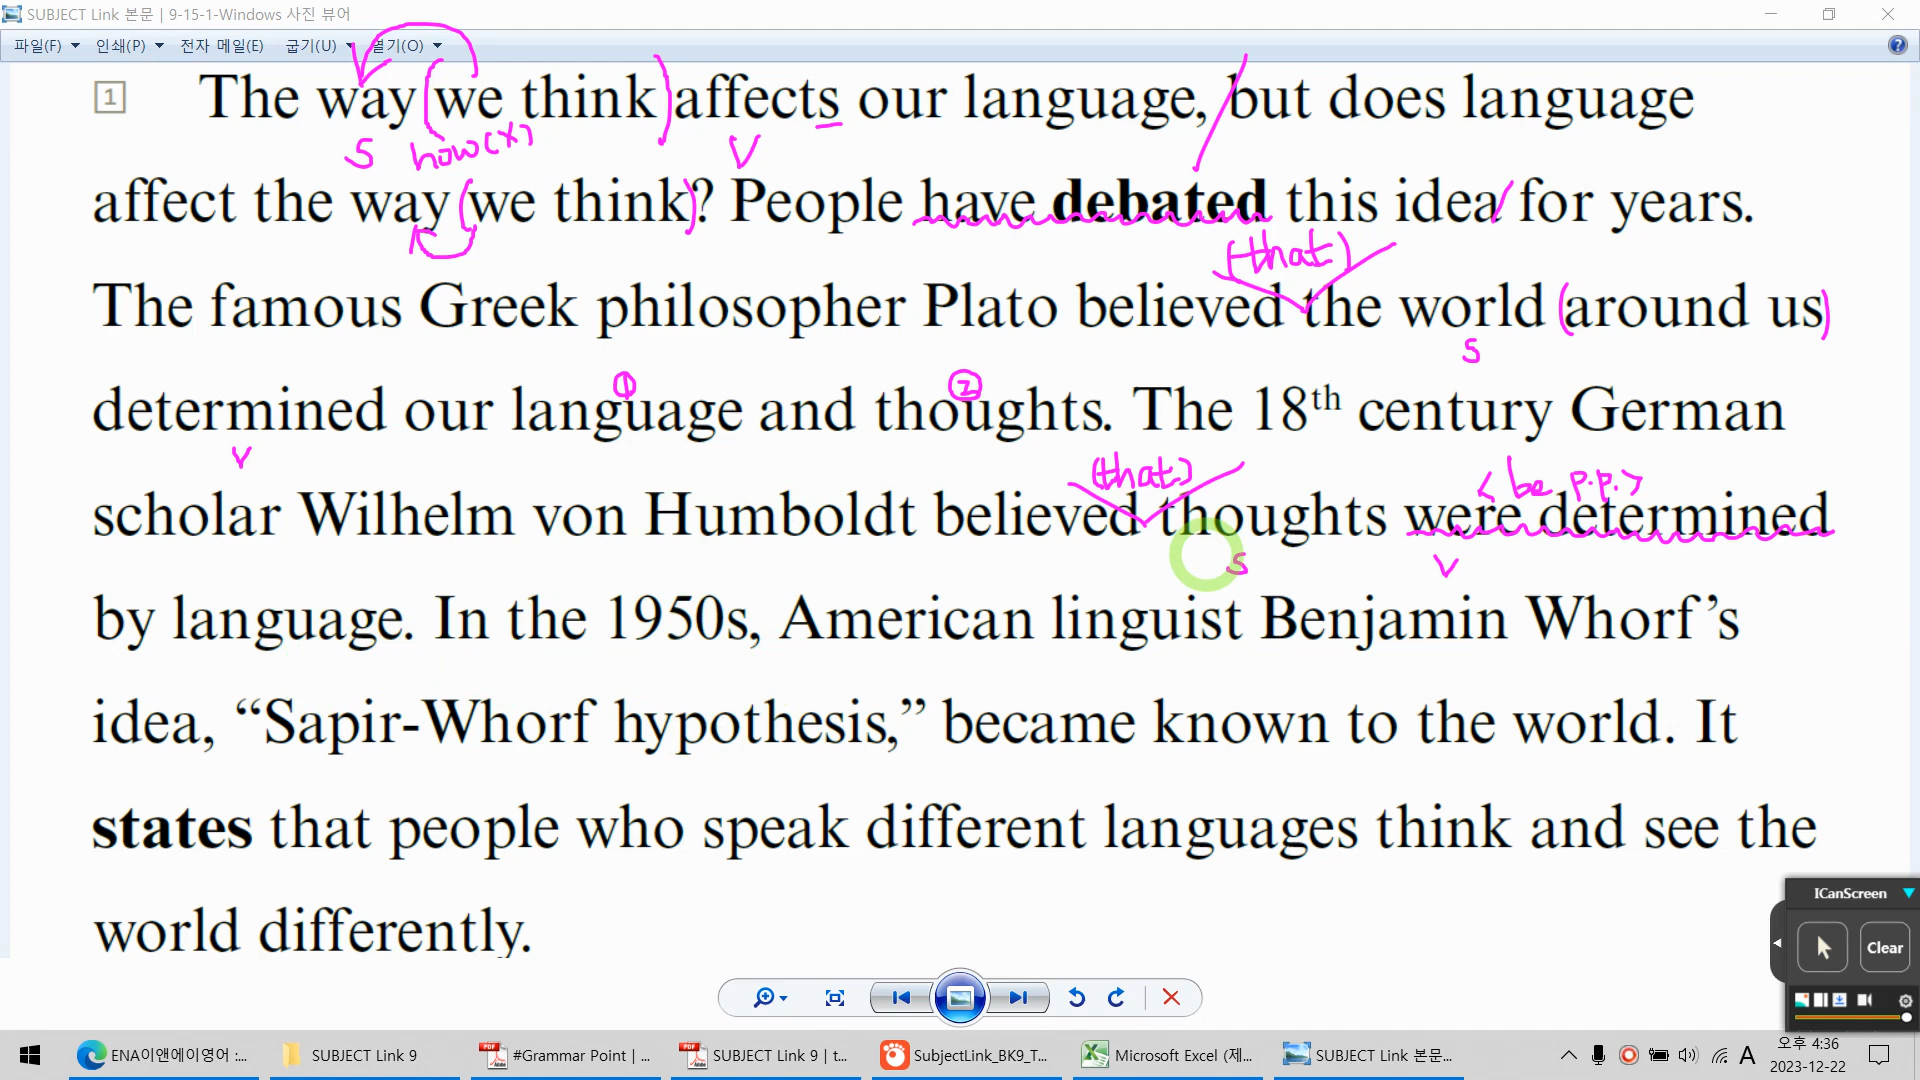 SUBJECT Link 본문 | 9-15-1-Windows 사진 뷰어
파일(F) 인쇄(P) 전자 메일(E) 굽기(U) 열기(O)
1 The way (we think) affects our language, / but does language
S how(X) V
affect the way (we think)? People have debated this idea / for years.
(that)
The famous Greek philosopher Plato believed the world (around us)
S
① ②
determined our language and thoughts. The 18th century German
V (that) <be p.p.>
scholar Wilhelm von Humboldt believed thoughts were determined
S V
by language. In the 1950s, American linguist Benjamin Whorf’s
idea, “Sapir-Whorf hypothesis,” became known to the world. It
states that people who speak different languages think and see the
world differently.
ICanScreen
Clear
ENA이앤에이영어 :... SUBJECT Link 9 #Grammar Point | ... SUBJECT Link 9 | t... SubjectLink_BK9_T... Microsoft Excel (제... SUBJECT Link 본문... A 오후 4:36
2023-12-22